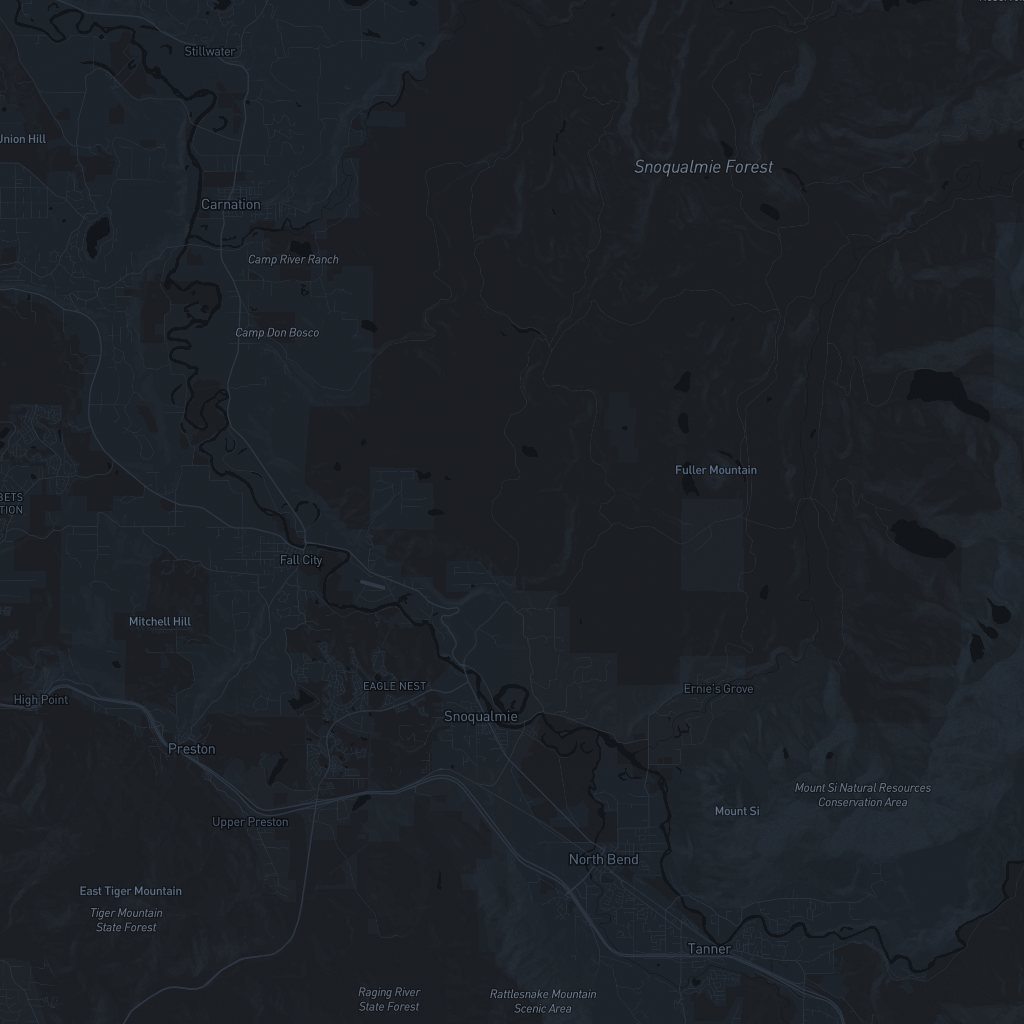 Stillwater
Union Hill
Snoqualmie Forest
Carnation
Camp River Ranch
Camp Don Bosco
Fuller Mountain
BETS
TION
Fall City
Mitchell Hill
EAGLE NEST
Ernie's Grove
High Point
Snoqualmie
Preston
Mount Si Natural Resources
Conservation Area
Mount Si
Upper Preston
North Bend
East Tiger Mountain
Tiger Mountain
State Forest
Tanner
Raging River
State Forest
Rattlesnake Mountain
Scenic Area